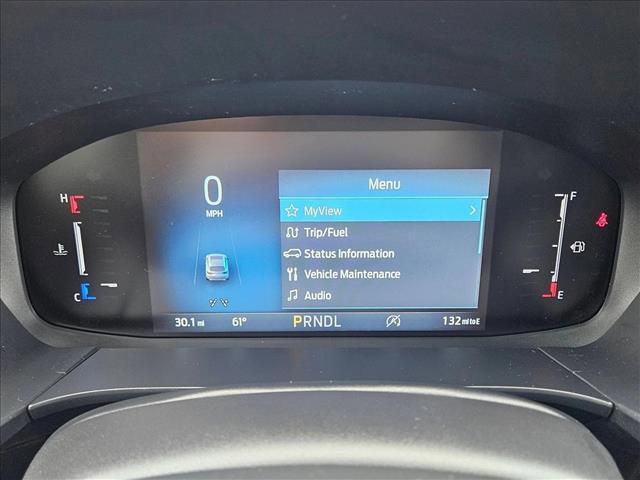 0
MPH
Menu
MyView
Trip/Fuel
Status Information
Vehicle Maintenance
Audio
H
C
F
E
30.1 mi 61° PRNDL 132 mi to E